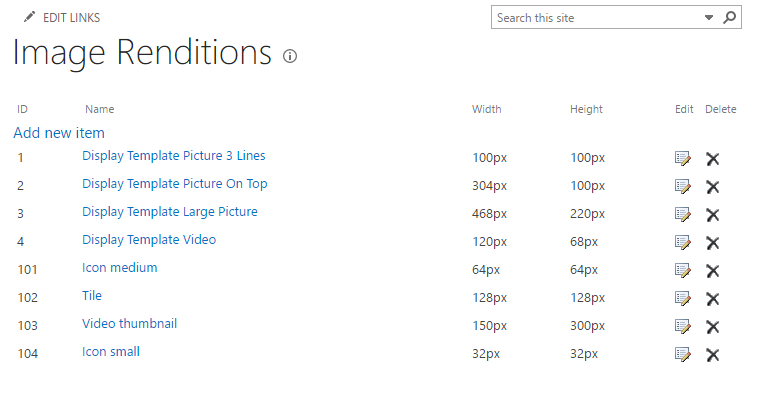 EDIT LINKS
Search this site
Image Renditions
ID Name Width Height Edit Delete
Add new item
1 Display Template Picture 3 Lines 100px 100px
2 Display Template Picture On Top 304px 100px
3 Display Template Large Picture 468px 220px
4 Display Template Video 120px 68px
101 Icon medium 64px 64px
102 Tile 128px 128px
103 Video thumbnail 150px 300px
104 Icon small 32px 32px